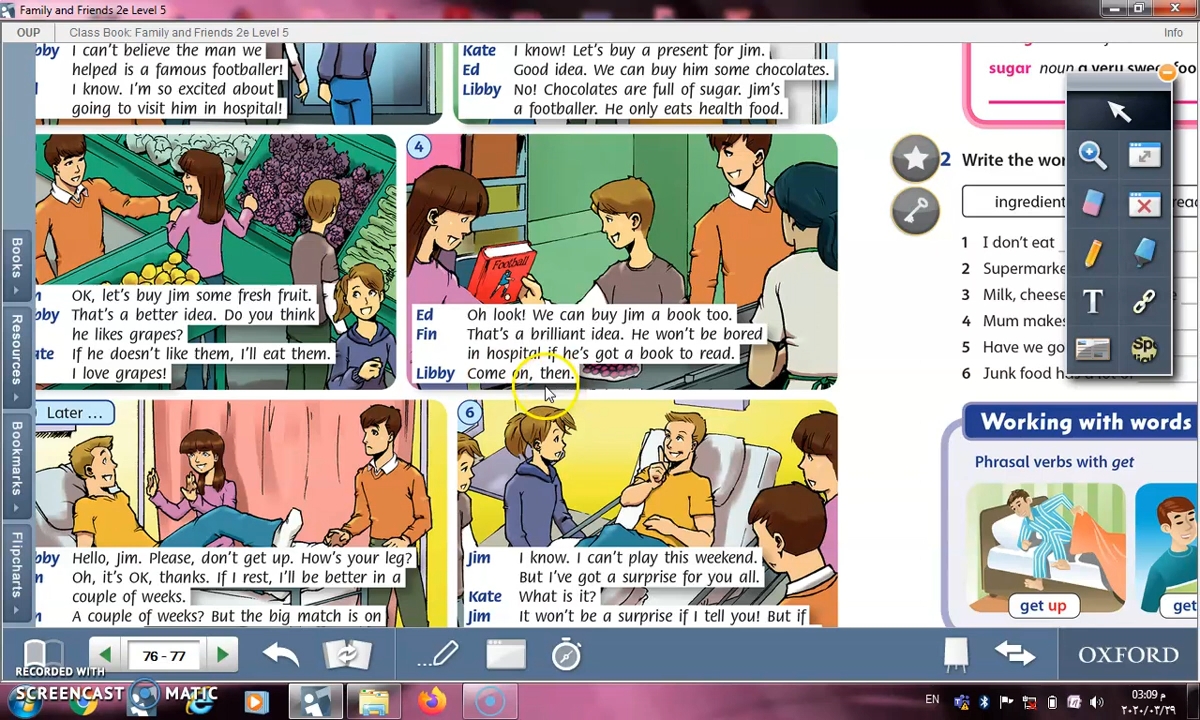 Family and Friends 2e Level 5
OUP
Class Book: Family and Friends 2e Level 5
Info
I can't believe the man we
helped is a famous footballer!
I know. I'm so excited about
going to visit him in hospital!
Kate I know! Let's buy a present for Jim.
Ed Good idea. We can buy him some chocolates.
Libby No! Chocolates are full of sugar. Jim's
a footballer. He only eats health food.
sugar noun a very
OK, let's buy Jim some fresh fruit.
That's a better idea. Do you think
he likes grapes?
If he doesn't like them, I'll eat them.
I love grapes!
4
Football
Ed Oh look! We can buy Jim a book too.
Fin That's a brilliant idea. He won't be bored
in hospital if he's got a book to read.
Libby Come on, then.
Later ...
Hello, Jim. Please, don't get up. How's your leg?
Oh, it's OK, thanks. If I rest, I'll be better in a
couple of weeks.
A couple of weeks? But the big match is on
6
Jim I know. I can't play this weekend.
But I've got a surprise for you all.
Kate What is it?
Jim It won't be a surprise if I tell you! But if
2 Write the wor
ingredient
1 I don't eat
2 Supermarke
3 Milk, cheese
4 Mum makes
5 Have we go
6 Junk food ha
T
Working with words
Phrasal verbs with get
get up
get
Books
Resources
Bookmarks
Flipcharts
76 - 77
OXFORD
RECORDED WITH
SCREENCAST MATIC
EN
03:09 م
٢٠٢٠/٠٣/٢٩